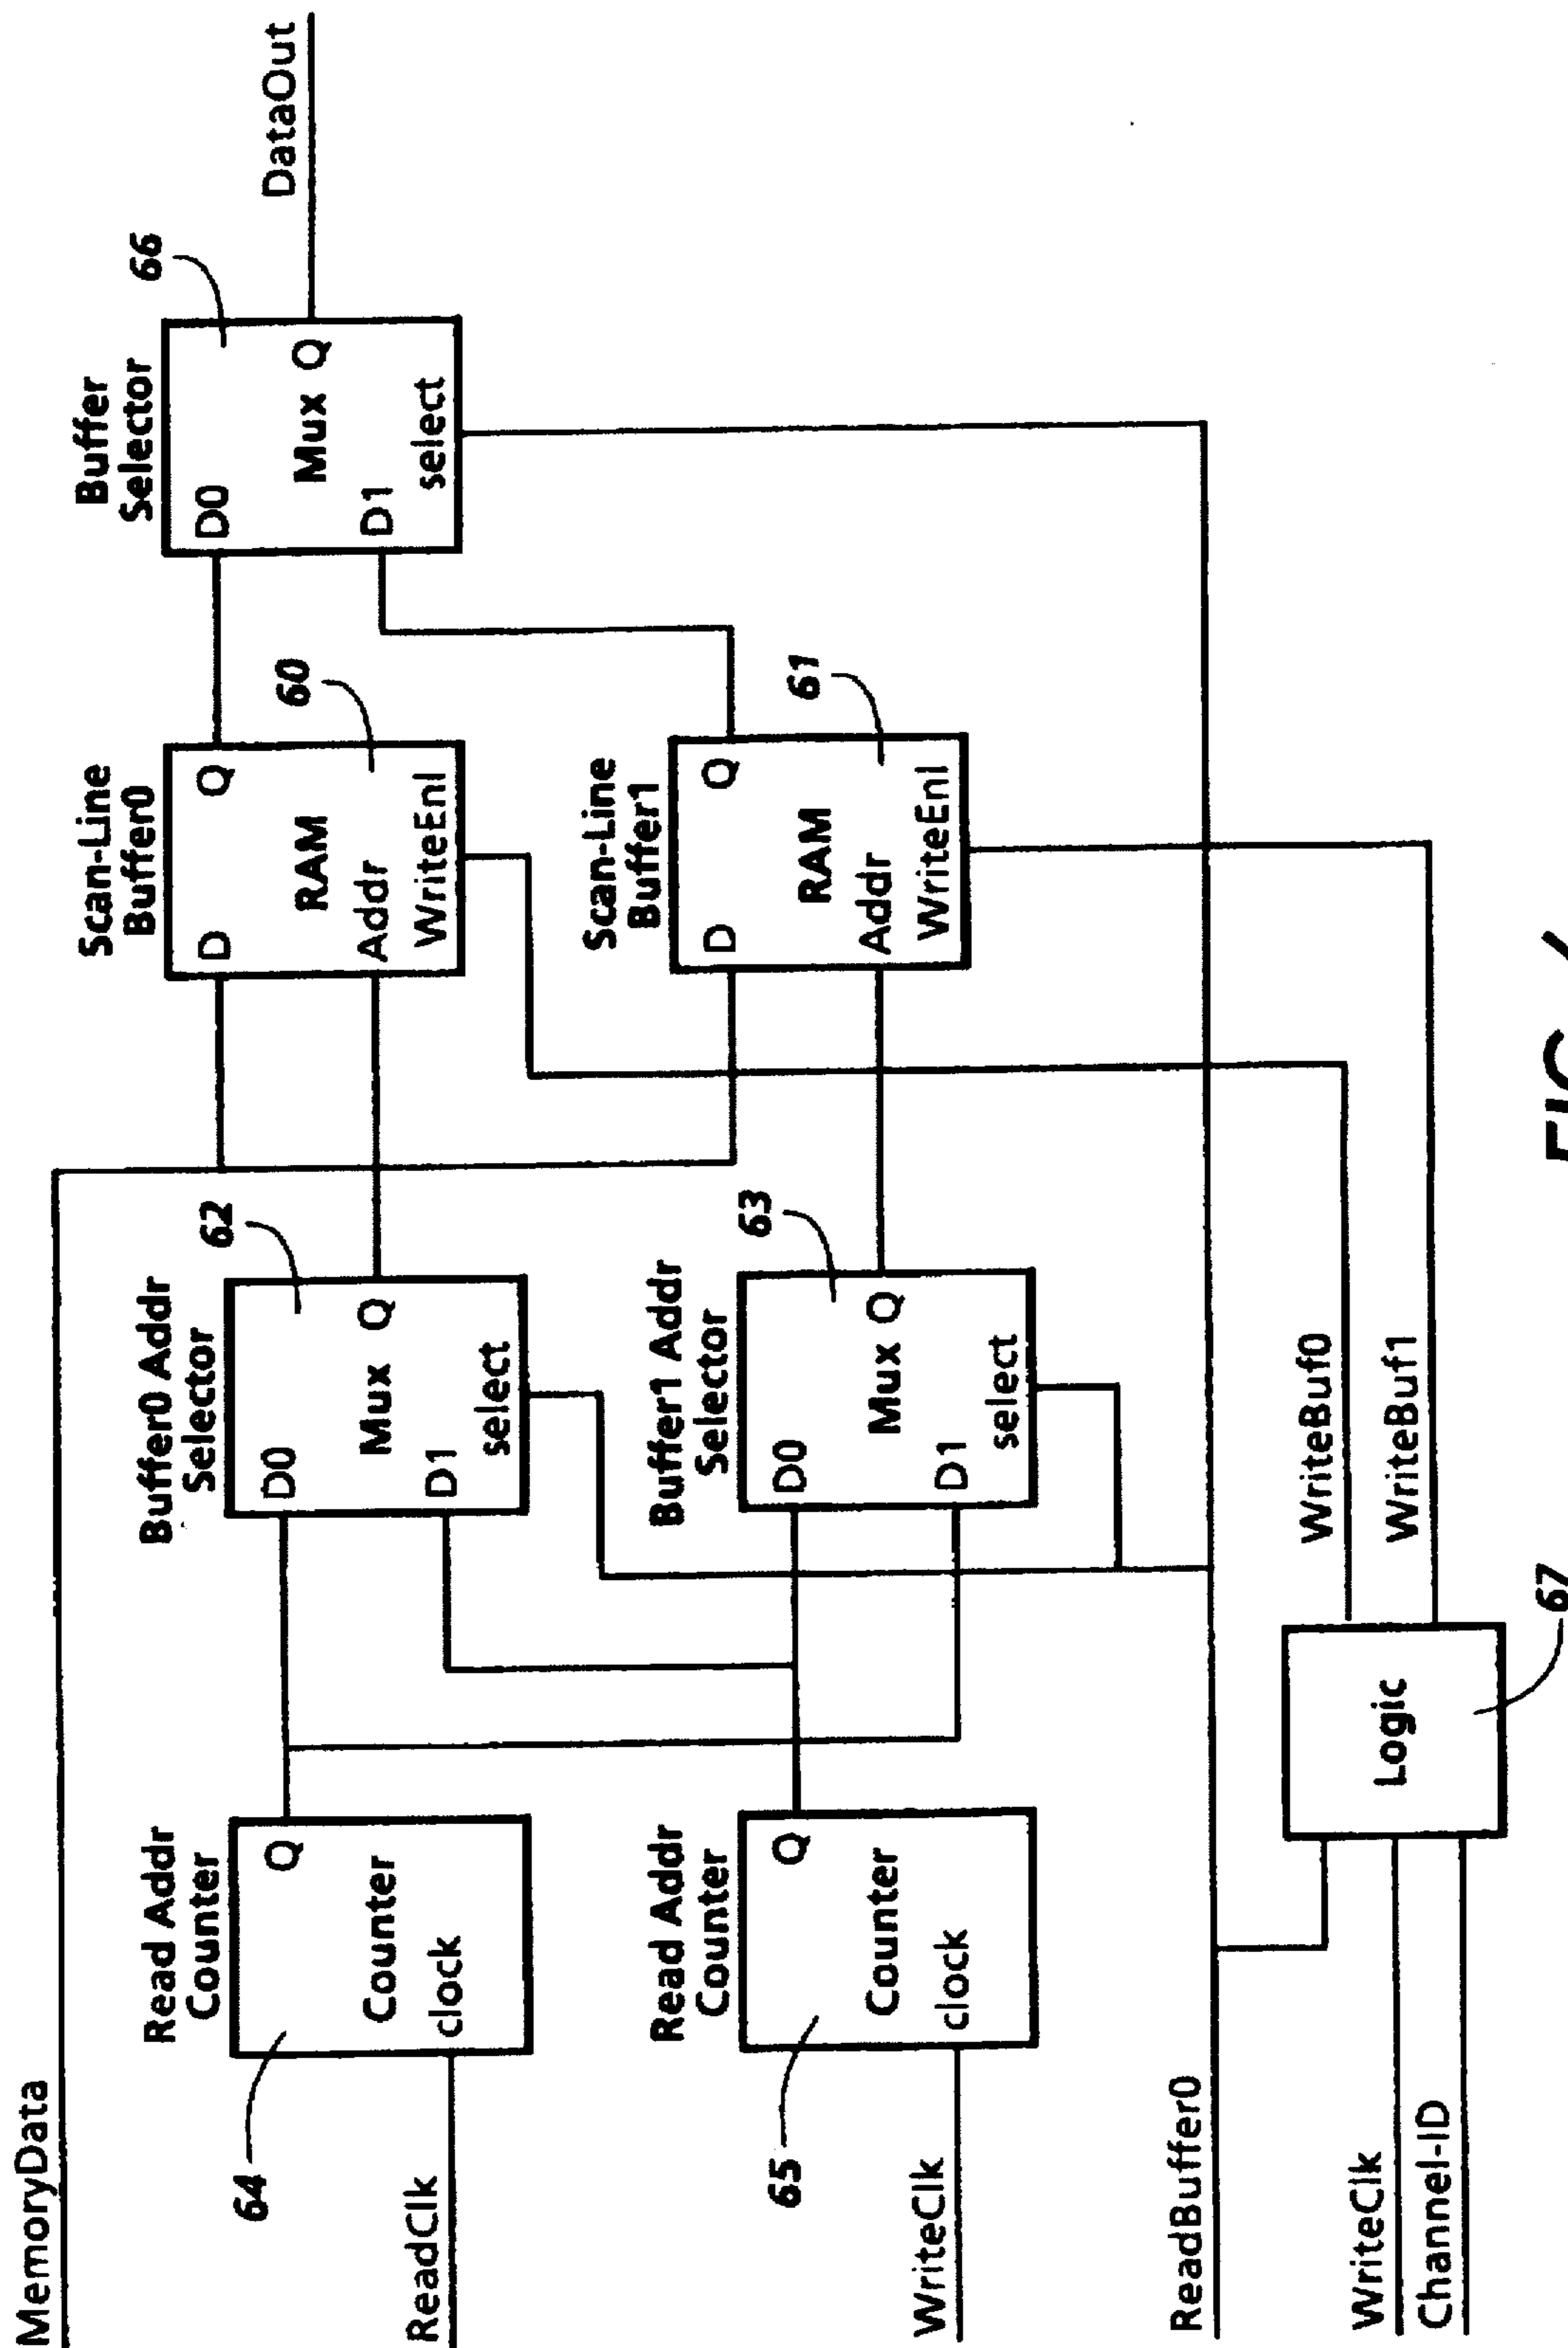 MemoryData
Read Addr
Counter
64
Q
Counter
clock
ReadClk
Buffer0 Addr
Selector
62
D0
Mux Q
D1
select
Scan-Line
Buffer0
60
D
Q
RAM
Addr
WriteEnl
Buffer
Selector
66
D0
Mux Q
D1
select
DataOut
Read Addr
Counter
65
Q
Counter
clock
WriteClk
Buffer1 Addr
Selector
63
D0
Mux Q
D1
select
Scan-Line
Buffer1
61
D
Q
RAM
Addr
WriteEnl
ReadBuffer0
WriteClk
Channel-ID
Logic
67
WriteBuf0
WriteBuf1